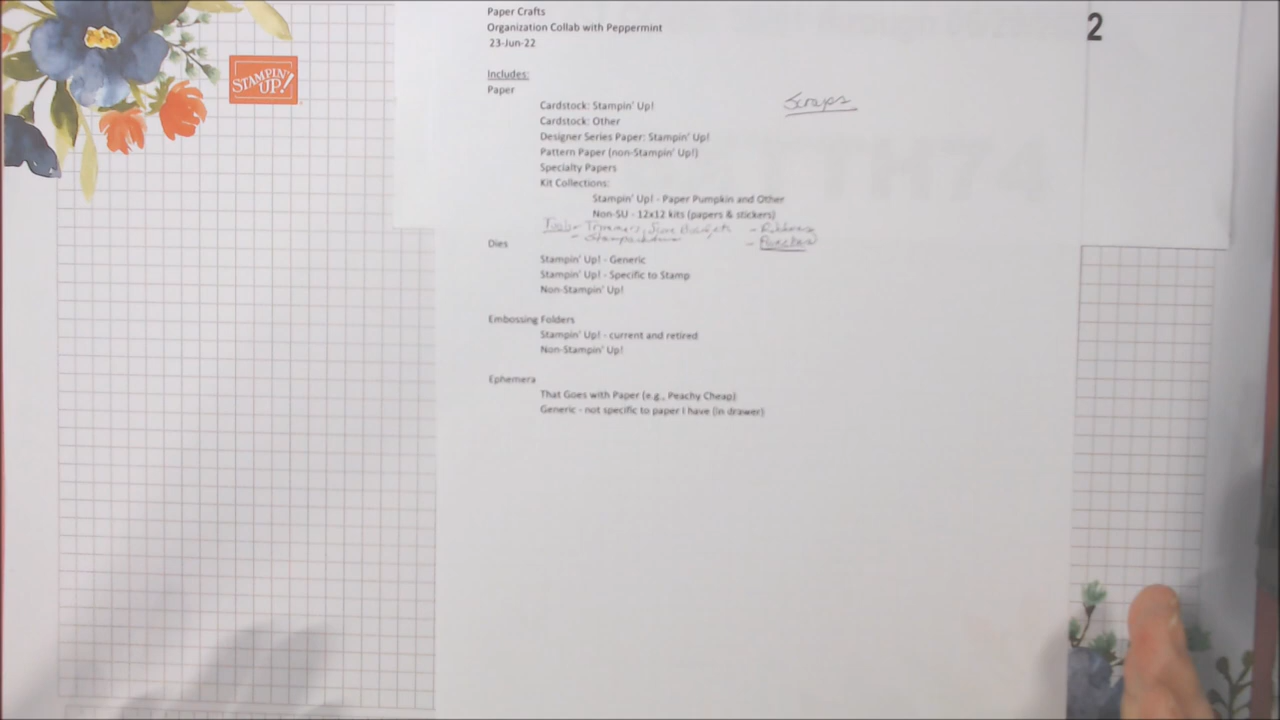 STAMPIN' UP!
2
Paper Crafts
Organization Collab with Peppermint
23-Jun-22
Includes:
Paper
Scraps
Cardstock: Stampin' Up!
Cardstock: Other
Designer Series Paper: Stampin' Up!
Pattern Paper (non-Stampin' Up!)
Specialty Papers
Kit Collections:
Stampin' Up! - Paper Pumpkin and Other
Non-SU - 12x12 kits (papers & stickers)
Tools - Trimmers, Score - Ribbons
- - Punches
Dies
Stampin' Up! - Generic
Stampin' Up! - Specific to Stamp
Non-Stampin' Up!
Embossing Folders
Stampin' Up! - current and retired
Non-Stampin' Up!
Ephemera
That Goes with Paper (e.g., Peachy Cheap)
Generic - not specific to paper I have (in drawer)